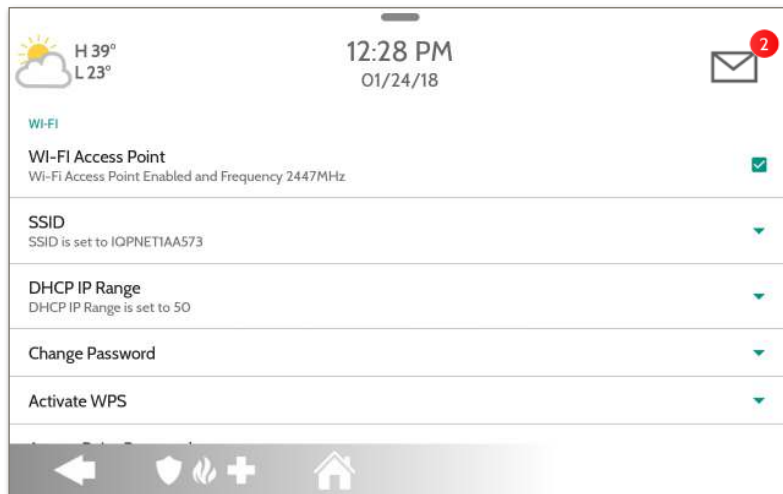 H 39°
L 23°
12:28 PM
01/24/18
2
WI-FI
WI-FI Access Point
Wi-Fi Access Point Enabled and Frequency 2447MHz
SSID
SSID is set to IQPNET1AA573
DHCP IP Range
DHCP IP Range is set to 50
Change Password
Activate WPS